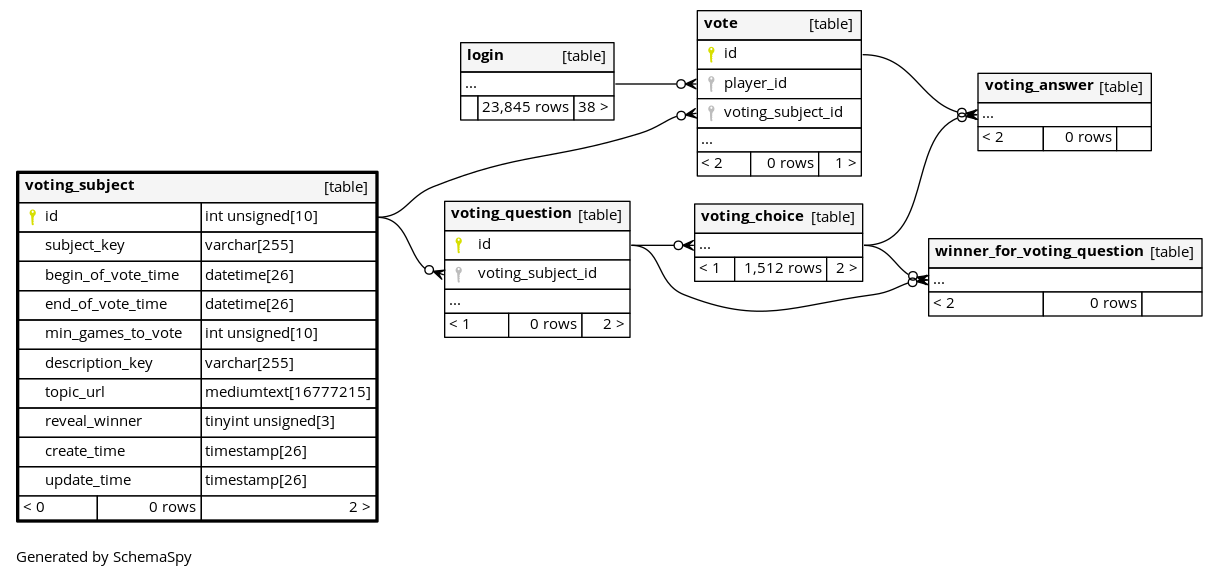 vote [table]
id
player_id
voting_subject_id
...
< 2 0 rows 1 >
login [table]
...
23,845 rows 38 >
voting_answer [table]
...
< 2 0 rows
voting_subject [table]
id int unsigned[10]
subject_key varchar[255]
begin_of_vote_time datetime[26]
end_of_vote_time datetime[26]
min_games_to_vote int unsigned[10]
description_key varchar[255]
topic_url mediumtext[16777215]
reveal_winner tinyint unsigned[3]
create_time timestamp[26]
update_time timestamp[26]
< 0 0 rows 2 >
voting_question [table]
id
voting_subject_id
...
< 1 0 rows 2 >
voting_choice [table]
...
< 1 1,512 rows 2 >
winner_for_voting_question [table]
...
< 2 0 rows
Generated by SchemaSpy